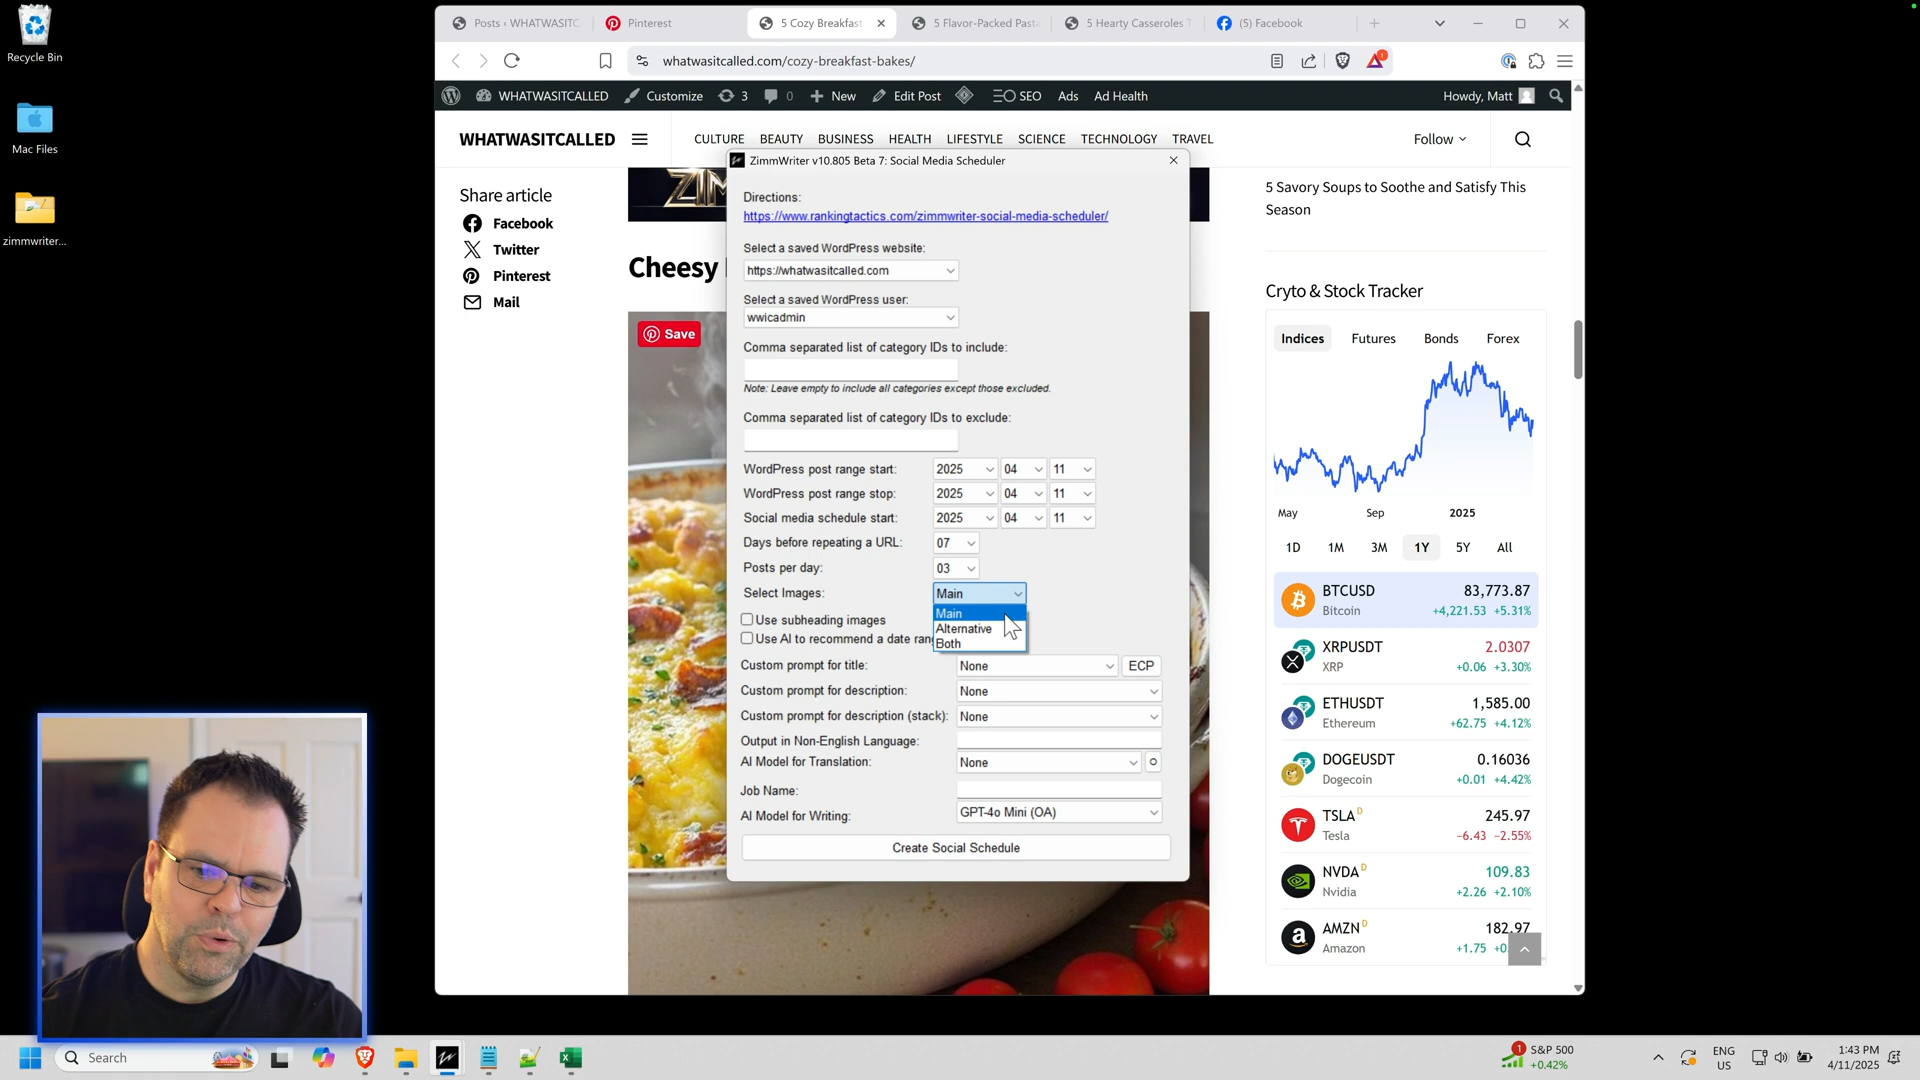 Recycle Bin
Mac Files
zimmwriter...
Posts ‹ WHATWASITC
Pinterest
5 Cozy Breakfast
5 Flavor-Packed Pasta
5 Hearty Casseroles T
(5) Facebook
whatwasitcalled.com/cozy-breakfast-bakes/
1
WHATWASITCALLED
Customize
3
0
New
Edit Post
SEO
Ads
Ad Health
Howdy, Matt
WHATWASITCALLED
CULTURE BEAUTY BUSINESS HEALTH LIFESTYLE SCIENCE TECHNOLOGY TRAVEL
Follow
Share article
Facebook
Twitter
Pinterest
Mail
Cheesy
Save
ZimmWriter v10.805 Beta 7: Social Media Scheduler
Directions:
https://www.rankingtactics.com/zimmwriter-social-media-scheduler/
Select a saved WordPress website:
https://whatwasitcalled.com
Select a saved WordPress user:
wwicadmin
Comma separated list of category IDs to include:
Note: Leave empty to include all categories except those excluded.
Comma separated list of category IDs to exclude:
WordPress post range start: 2025 04 11
WordPress post range stop: 2025 04 11
Social media schedule start: 2025 04 11
Days before repeating a URL: 07
Posts per day: 03
Select Images: Main
Main
Alternative
Both
Use subheading images
Use AI to recommend a date ran
Custom prompt for title: None ECP
Custom prompt for description: None
Custom prompt for description (stack): None
Output in Non-English Language:
AI Model for Translation: None O
Job Name:
AI Model for Writing: GPT-4o Mini (OA)
Create Social Schedule
5 Savory Soups to Soothe and Satisfy This
Season
Cryto & Stock Tracker
Indices Futures Bonds Forex
May Sep 2025
1D 1M 3M 1Y 5Y All
BTCUSD 83,773.87
Bitcoin +4,221.53 +5.31%
XRPUSDT 2.0307
XRP +0.06 +3.30%
ETHUSDT 1,585.00
Ethereum +62.75 +4.12%
DOGEUSDT 0.16036
Dogecoin +0.01 +4.42%
TSLA D 245.97
Tesla −6.43 −2.55%
NVDA D 109.83
Nvidia +2.26 +2.10%
AMZN D 182.97
Amazon +1.75 +0.
Search
1
S&P 500
+0.42%
ENG
US
1:43 PM
4/11/2025